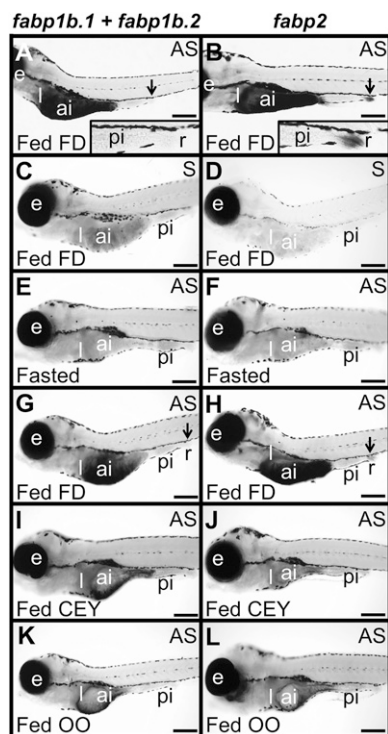 fabp1b.1 + fabp1b.2 fabp2
A AS B AS
e l ai l ai
Fed FD pi r Fed FD pi r
C S D S
e l ai pi l ai pi
Fed FD Fed FD
E AS F AS
e l ai pi e l ai pi
Fasted Fasted
G AS H AS
e l ai pi r e l ai pi r
Fed FD Fed FD
I AS J AS
e l ai pi e l ai pi
Fed CEY Fed CEY
K AS L AS
e l ai pi e l ai pi
Fed OO Fed OO